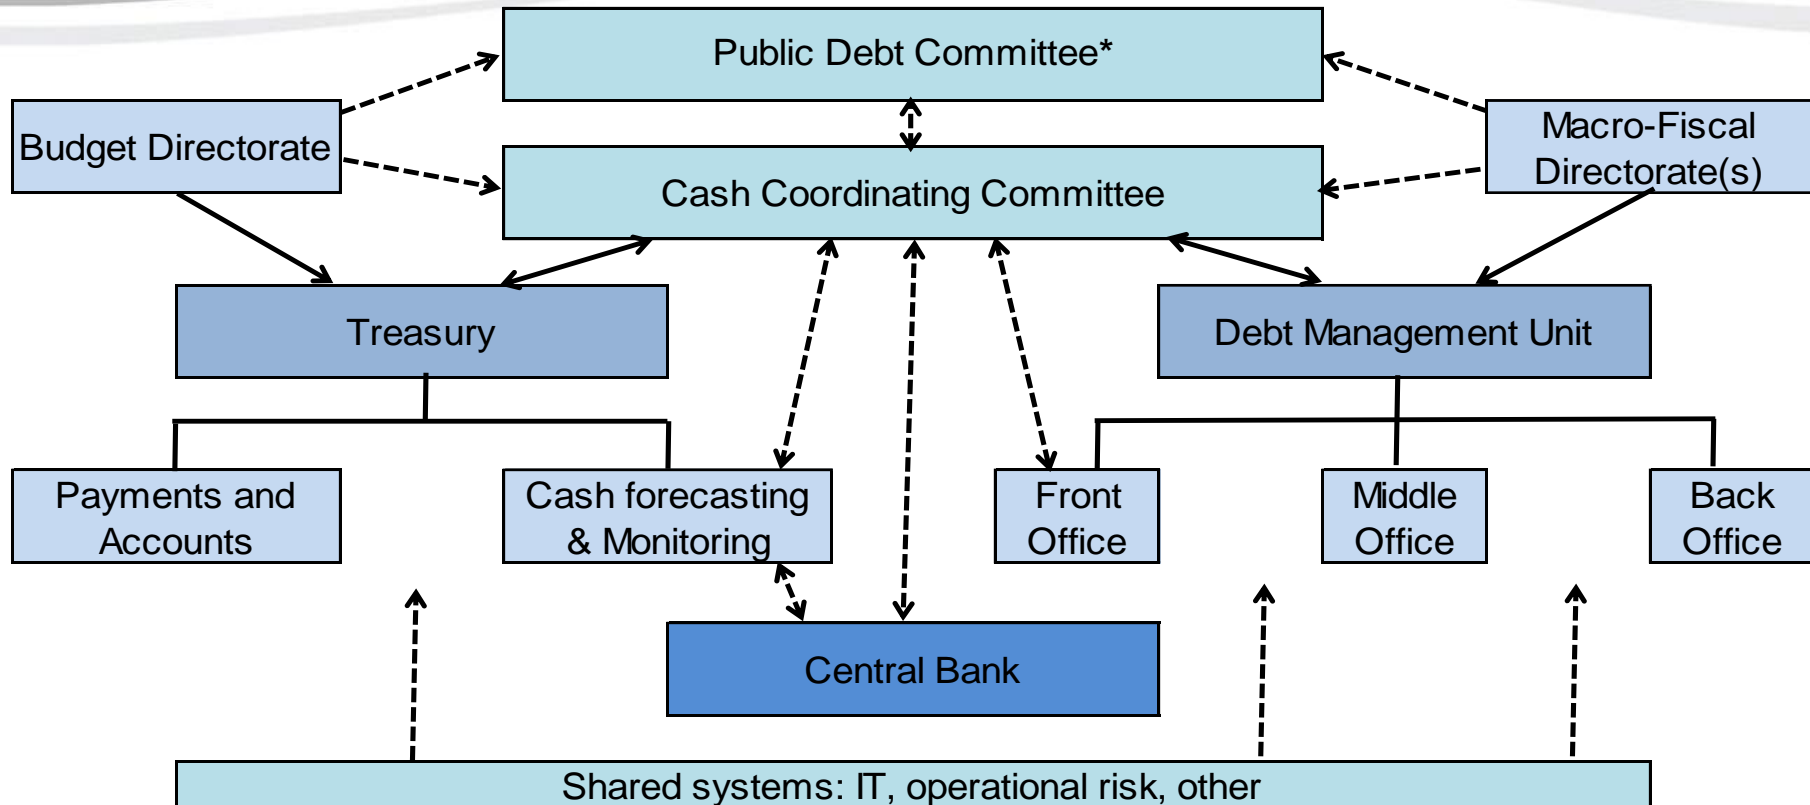 Public Debt Committee*
Budget Directorate
Macro-Fiscal
Directorate(s)
Cash Coordinating Committee
Treasury
Debt Management Unit
Payments and
Accounts
Cash forecasting
& Monitoring
Front
Office
Middle
Office
Back
Office
Central Bank
Shared systems: IT, operational risk, other